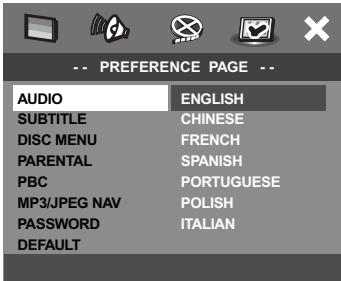 -- PREFERENCE PAGE --
AUDIO ENGLISH
SUBTITLE CHINESE
DISC MENU FRENCH
PARENTAL SPANISH
PBC PORTUGUESE
MP3/JPEG NAV POLISH
PASSWORD ITALIAN
DEFAULT